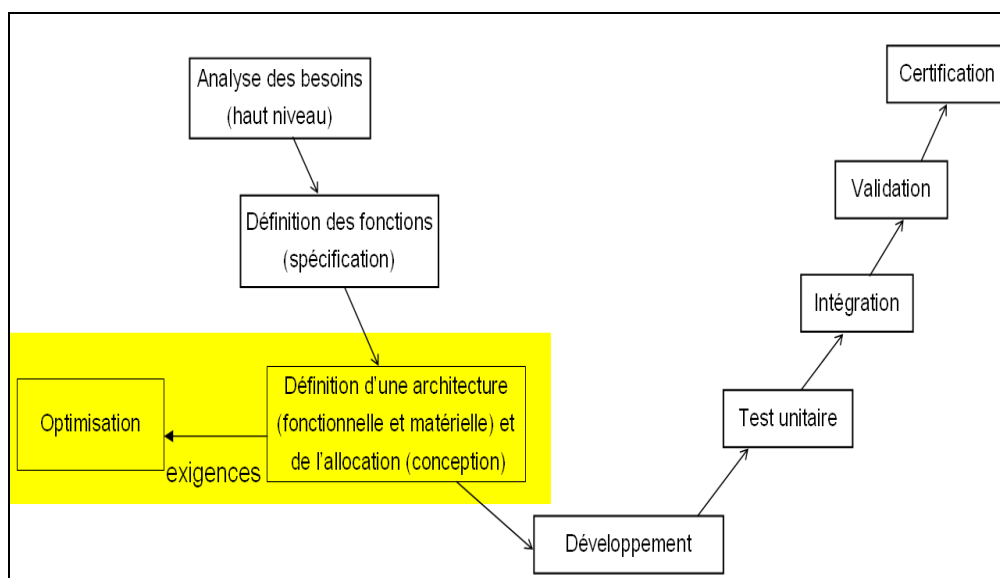 Analyse des besoins
(haut niveau)
Définition des fonctions
(spécification)
Définition d'une architecture
(fonctionnelle et matérielle) et
de l'allocation (conception)
Optimisation
exigences
Développement
Test unitaire
Intégration
Validation
Certification